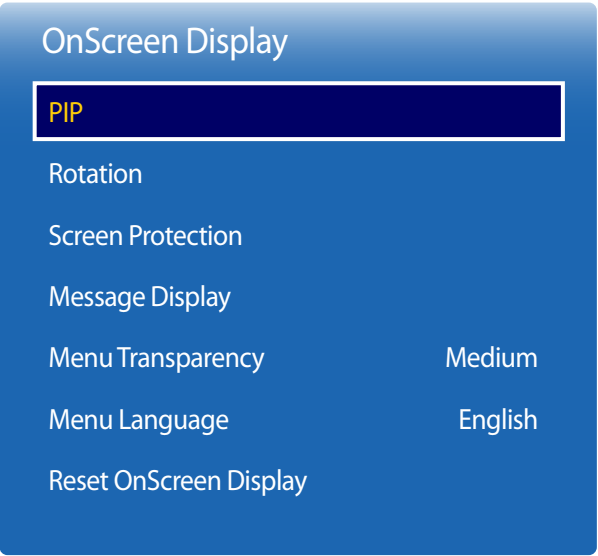 OnScreen Display
PIP
Rotation
Screen Protection
Message Display
Menu Transparency Medium
Menu Language English
Reset OnScreen Display